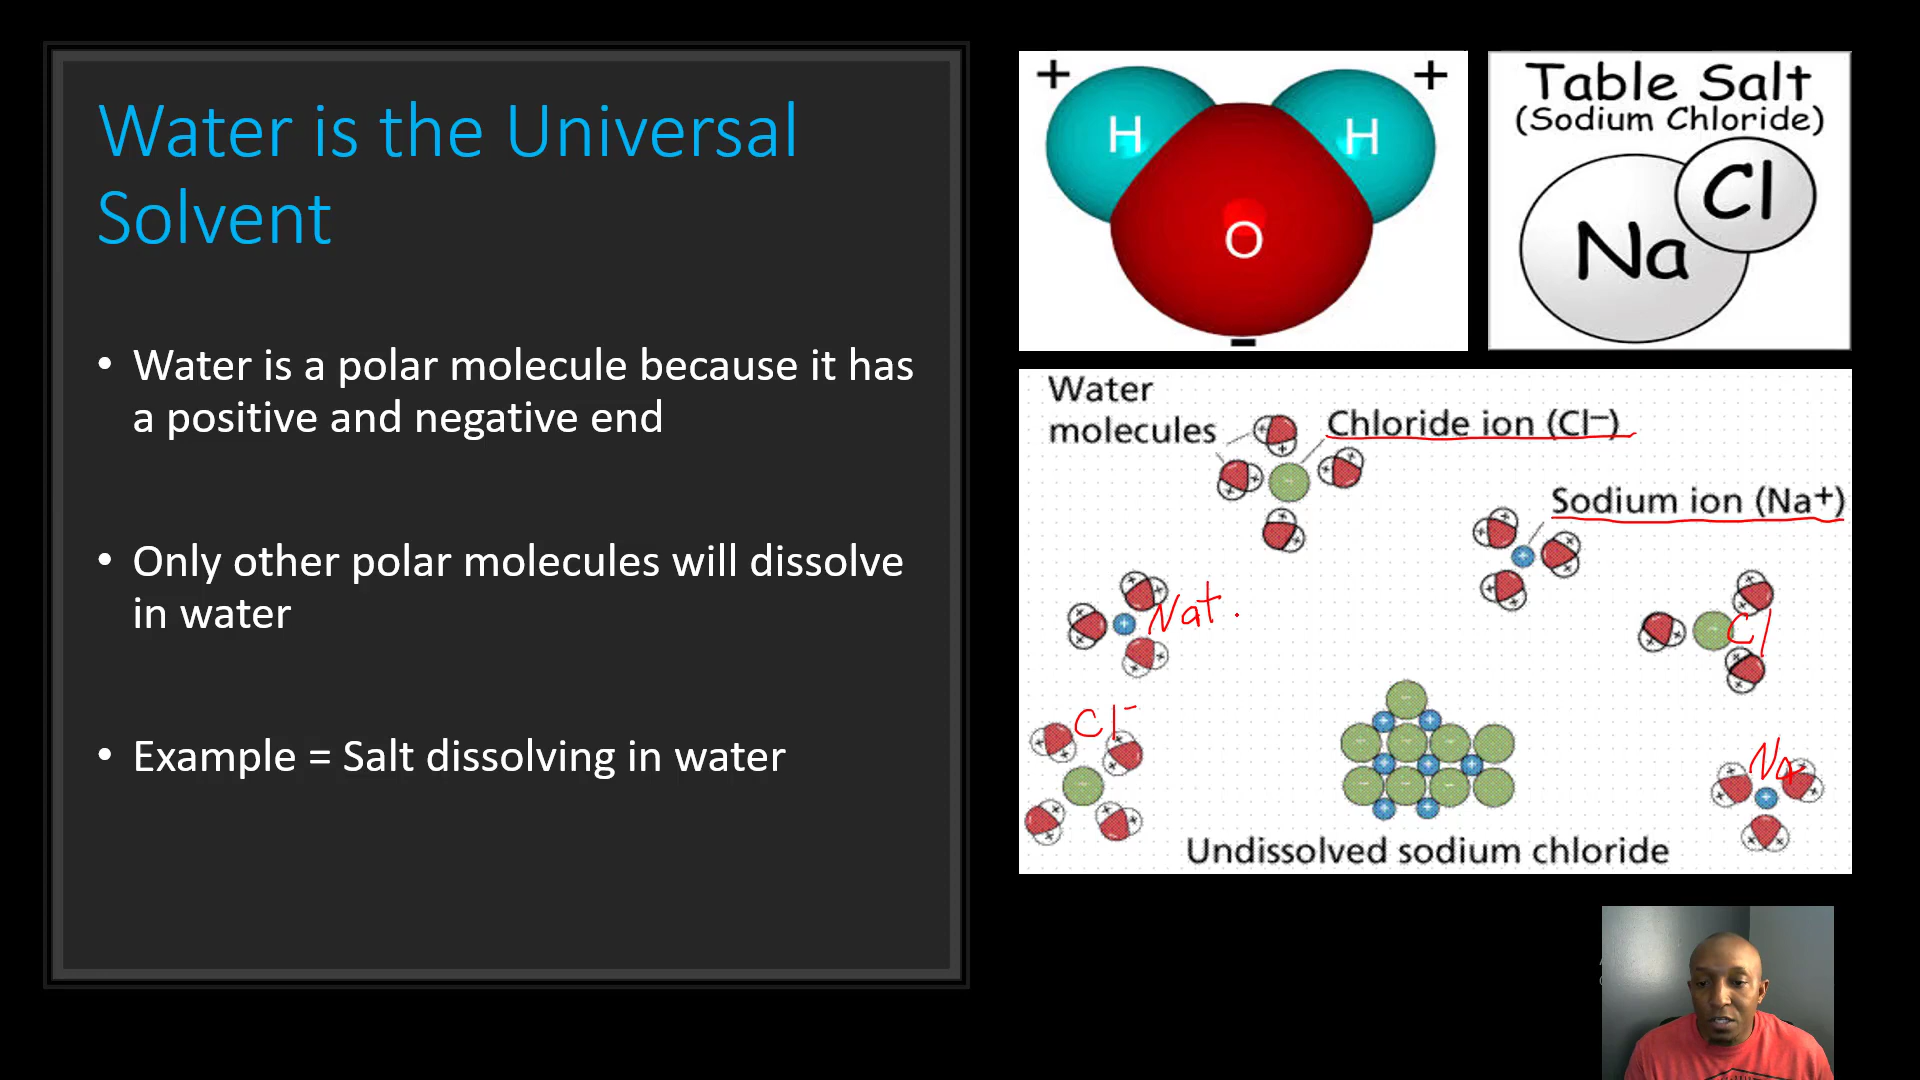 Water is the Universal
Solvent
• Water is a polar molecule because it has
a positive and negative end
• Only other polar molecules will dissolve
in water
• Example = Salt dissolving in water
+ +
H H
O
-
Table Salt
(Sodium Chloride)
Cl
Na
Water
molecules
Chloride ion (Cl⁻)
Sodium ion (Na⁺)
Na+
Cl
Cl⁻
Na
Undissolved sodium chloride